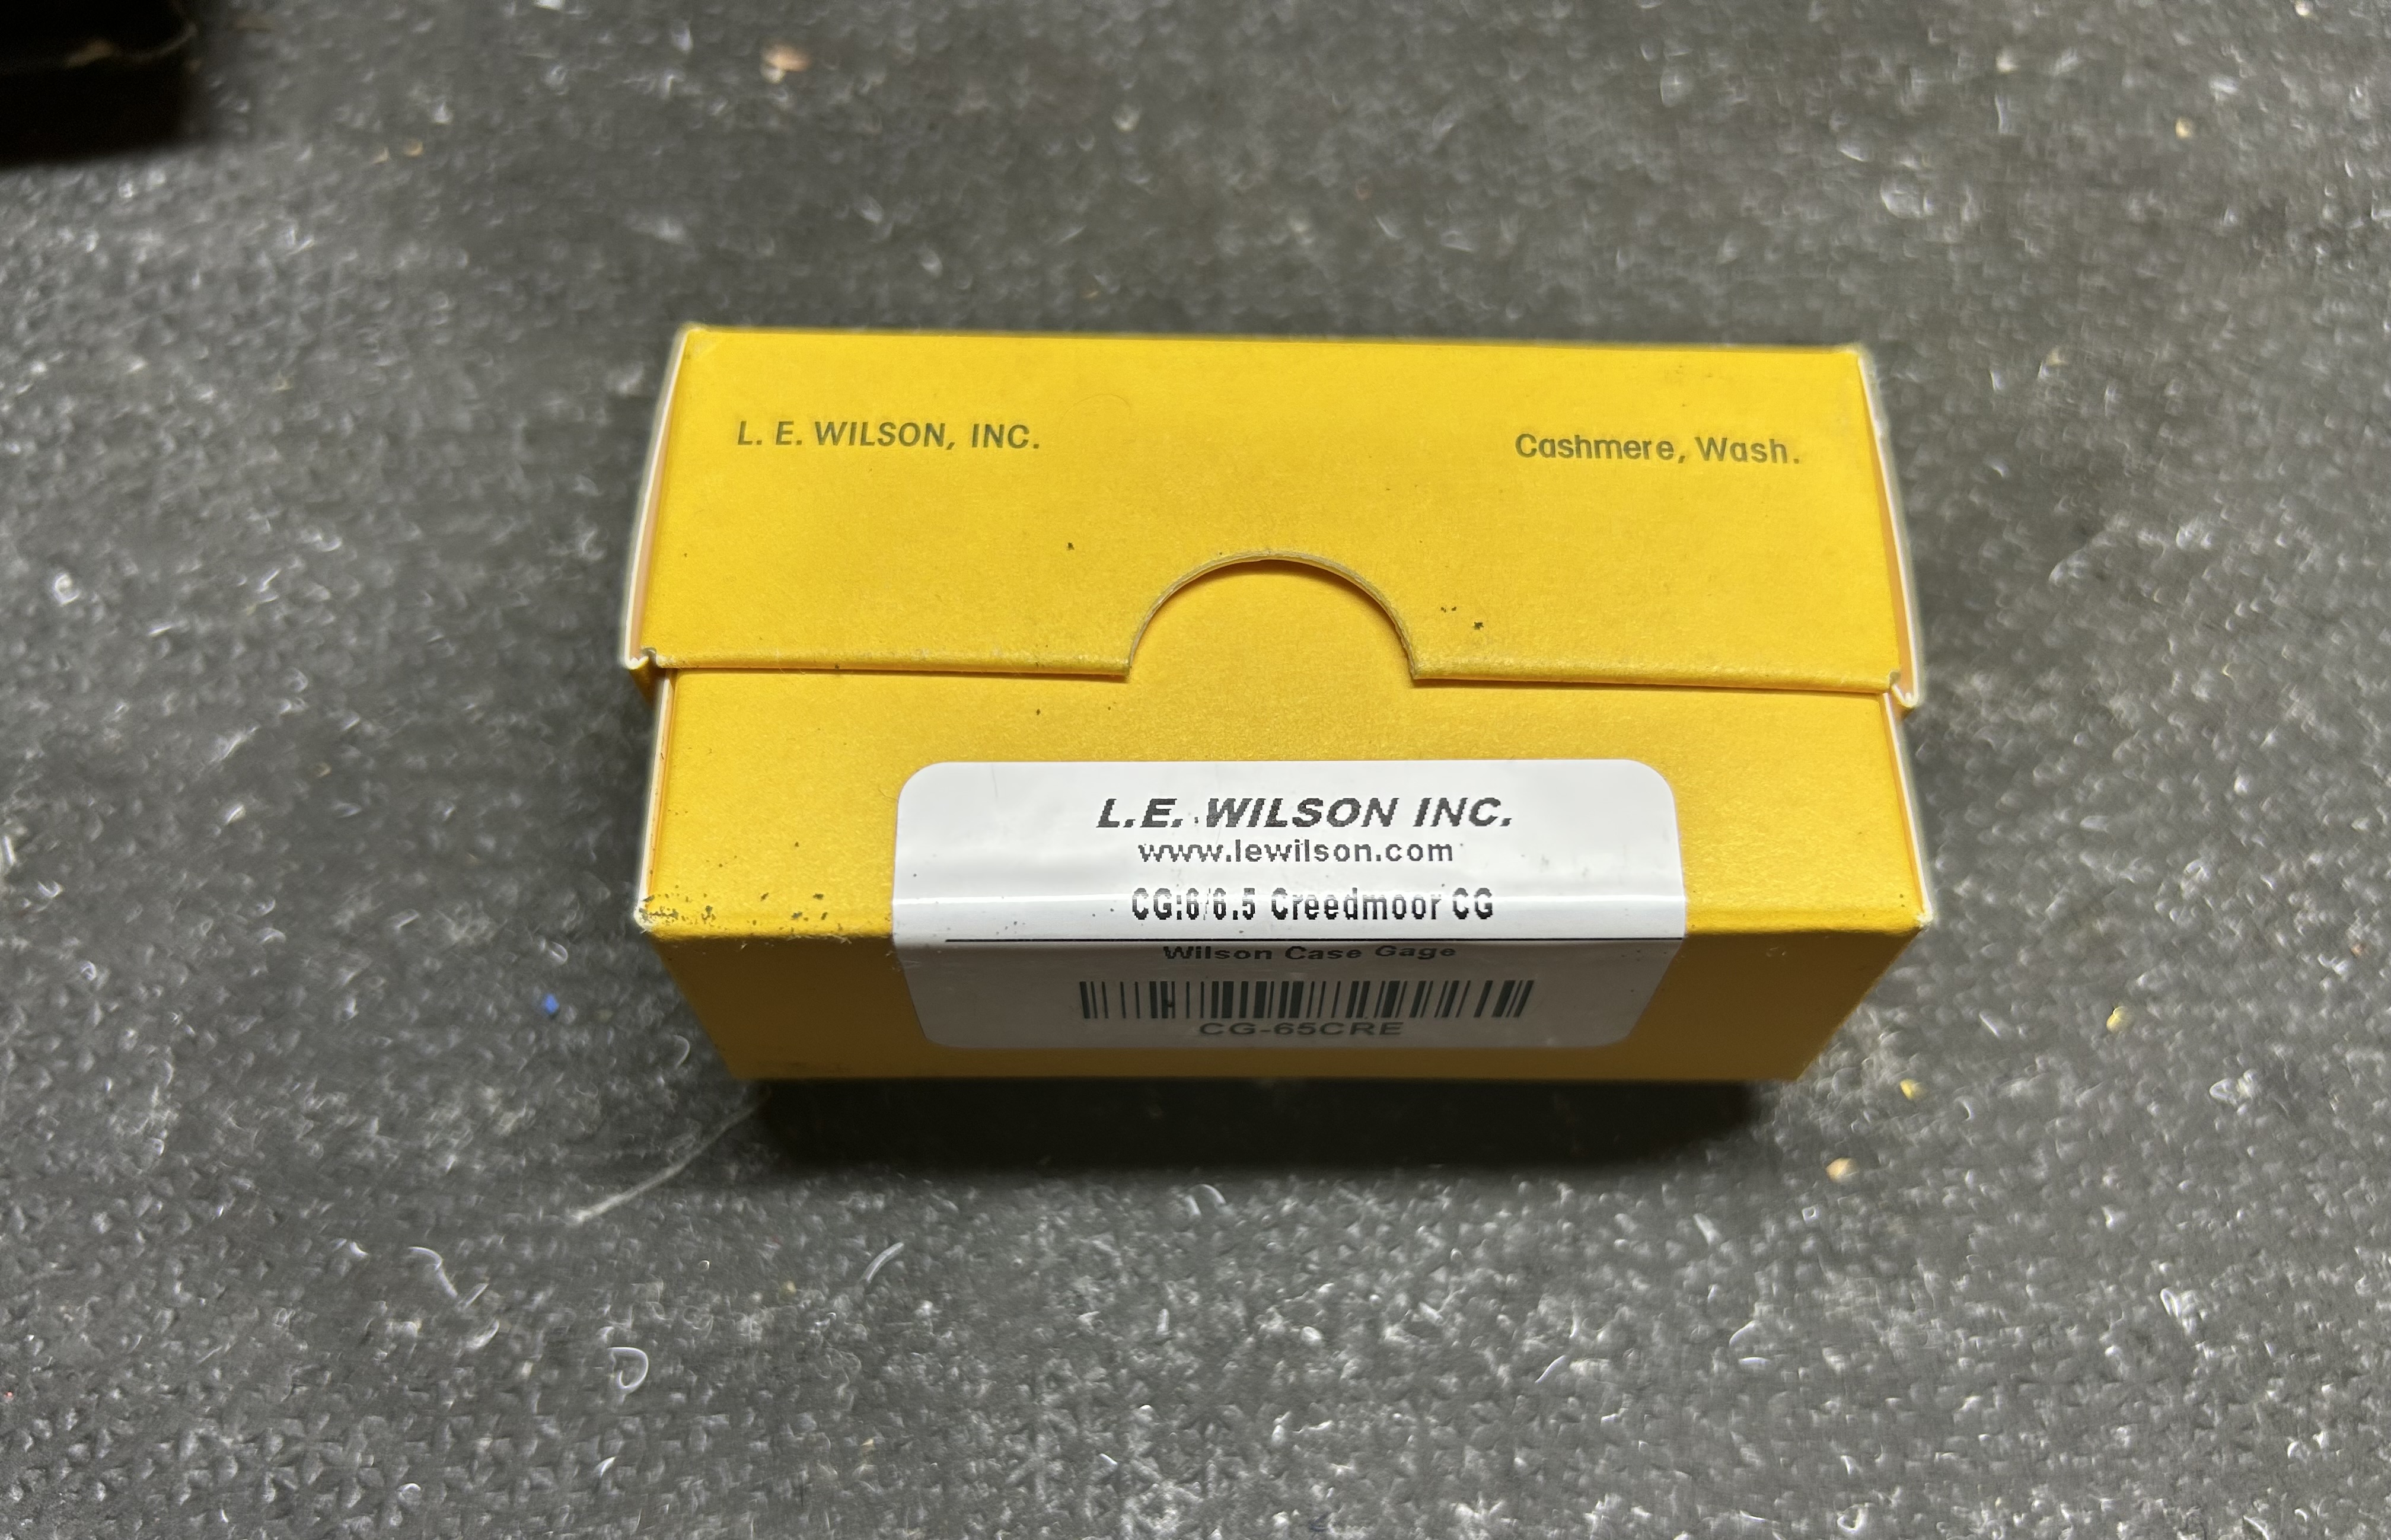 L. E. WILSON, INC.
Cashmere, Wash.
L.E. WILSON INC.
www.lewilson.com
CG:6/6.5 Creedmoor CG
Wilson Case Gage
CG-65CRE